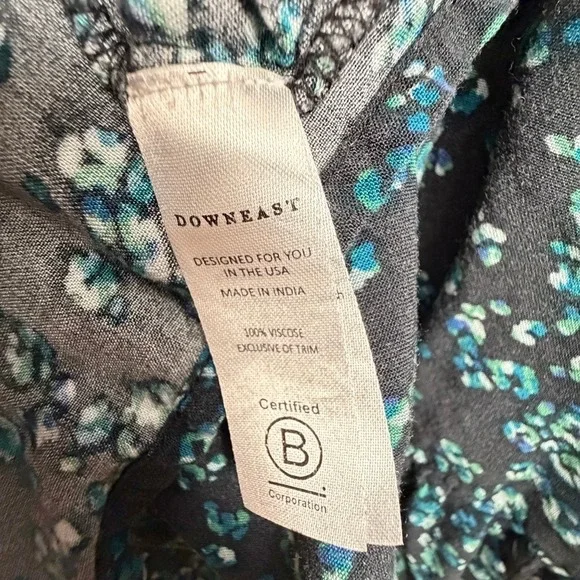 DOWNEAST
DESIGNED FOR YOU
IN THE USA
MADE IN INDIA
100% VISCOSE
EXCLUSIVE OF TRIM
Certified
B
Corporation